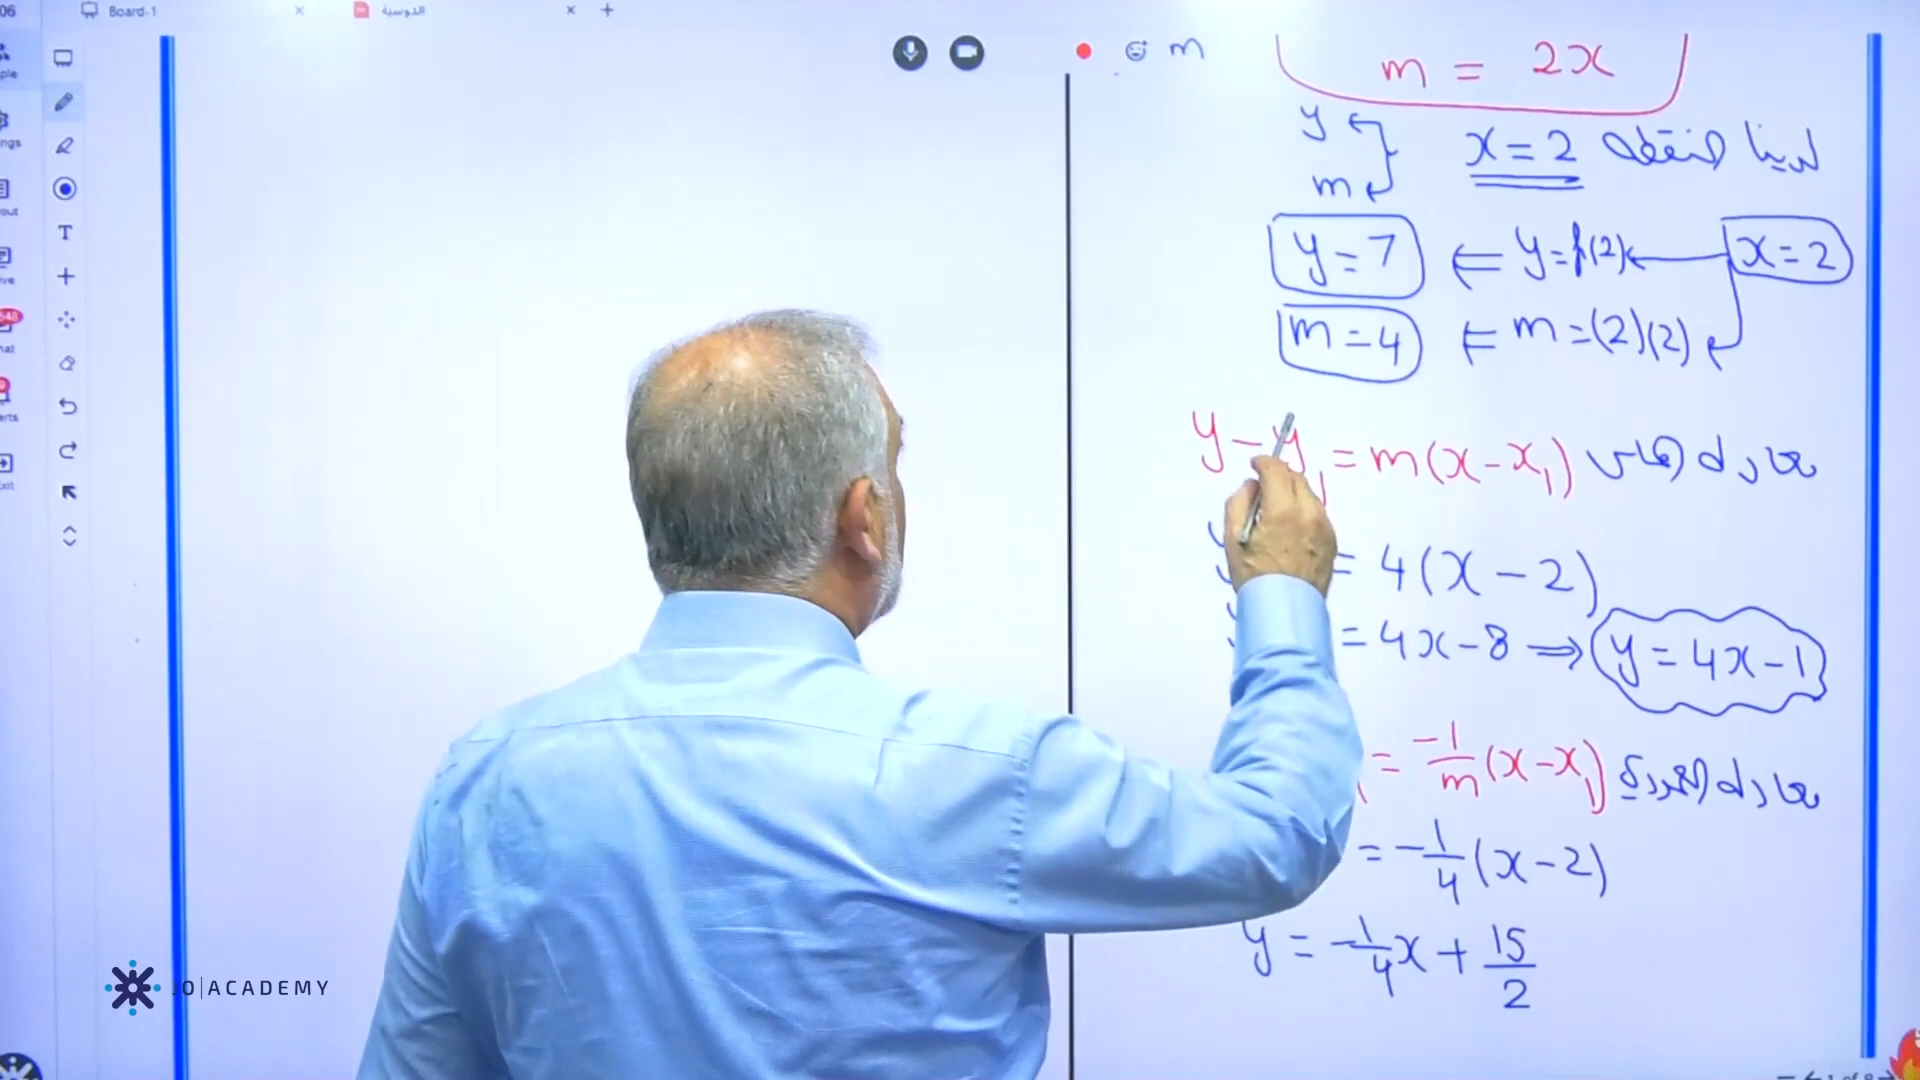 Board-1
الدوسية
m
m = 2x
y
m
لدينا النقطة x = 2
x = 2
y = f(2)
⇐
y = 7
m = (2)(2)
⇐
m = 4
معادلة المماس y - y1 = m(x - x1)
= 4(x - 2)
= 4x - 8 ⇒ y = 4x - 1
معادلة العمودي = -1/m (x - x1)
= -1/4 (x - 2)
y = -1/4 x + 15/2
JO|ACADEMY